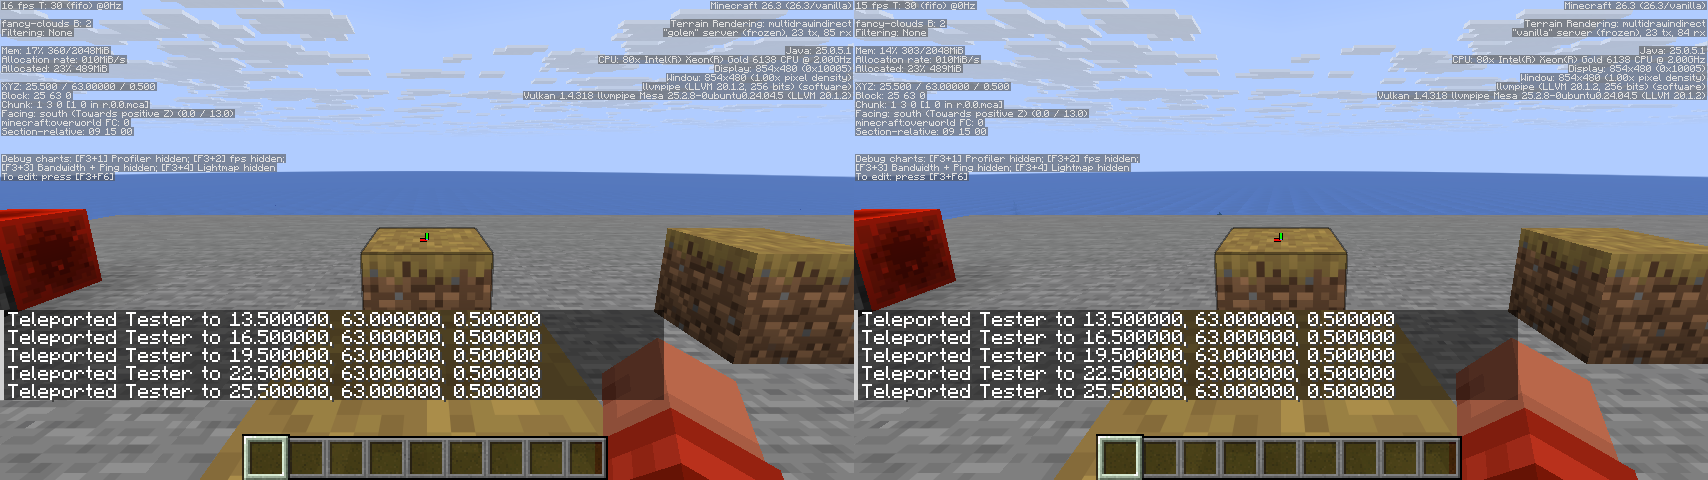 16 fps T: 30 (fifo) @0Hz
fancy-clouds B: 2
Filtering: None
Mem: 17% 360/2048MiB
Allocation rate: 010MiB/s
Allocated: 23% 489MiB
XYZ: 25.500 / 63.00000 / 0.500
Block: 25 63 0
Chunk: 1 3 0 [1 0 in r.0.0.mca]
Facing: south (Towards positive Z) (0.0 / 13.0)
minecraft:overworld FC: 0
Section-relative: 09 15 00
Debug charts: [F3+1] Profiler hidden; [F3+2] fps hidden;
[F3+3] Bandwidth + Ping hidden; [F3+4] Lightmap hidden
To edit: press [F3+F6]
Minecraft 26.3 (26.3/vanilla)
Terrain Rendering: multidrawindirect
"golem" server (frozen), 23 tx, 85 rx
Java: 25.0.5.1
CPU: 80x Intel(R) Xeon(R) Gold 6138 CPU @ 2.00GHz
Display: 854x480 (0x10005)
Window: 854x480 (1.00x pixel density)
llvmpipe (LLVM 20.1.2, 256 bits) (software)
Vulkan 1.4.318 llvmpipe Mesa 25.2.8-0ubuntu0.24.04.5 (LLVM 20.1.2)
Teleported Tester to 13.500000, 63.000000, 0.500000
Teleported Tester to 16.500000, 63.000000, 0.500000
Teleported Tester to 19.500000, 63.000000, 0.500000
Teleported Tester to 22.500000, 63.000000, 0.500000
Teleported Tester to 25.500000, 63.000000, 0.500000
15 fps T: 30 (fifo) @0Hz
fancy-clouds B: 2
Filtering: None
Mem: 14% 303/2048MiB
Allocation rate: 010MiB/s
Allocated: 23% 489MiB
XYZ: 25.500 / 63.00000 / 0.500
Block: 25 63 0
Chunk: 1 3 0 [1 0 in r.0.0.mca]
Facing: south (Towards positive Z) (0.0 / 13.0)
minecraft:overworld FC: 0
Section-relative: 09 15 00
Debug charts: [F3+1] Profiler hidden; [F3+2] fps hidden;
[F3+3] Bandwidth + Ping hidden; [F3+4] Lightmap hidden
To edit: press [F3+F6]
Minecraft 26.3 (26.3/vanilla)
Terrain Rendering: multidrawindirect
"vanilla" server (frozen), 23 tx, 84 rx
Java: 25.0.5.1
CPU: 80x Intel(R) Xeon(R) Gold 6138 CPU @ 2.00GHz
Display: 854x480 (0x10005)
Window: 854x480 (1.00x pixel density)
llvmpipe (LLVM 20.1.2, 256 bits) (software)
Vulkan 1.4.318 llvmpipe Mesa 25.2.8-0ubuntu0.24.04.5 (LLVM 20.1.2)
Teleported Tester to 13.500000, 63.000000, 0.500000
Teleported Tester to 16.500000, 63.000000, 0.500000
Teleported Tester to 19.500000, 63.000000, 0.500000
Teleported Tester to 22.500000, 63.000000, 0.500000
Teleported Tester to 25.500000, 63.000000, 0.500000